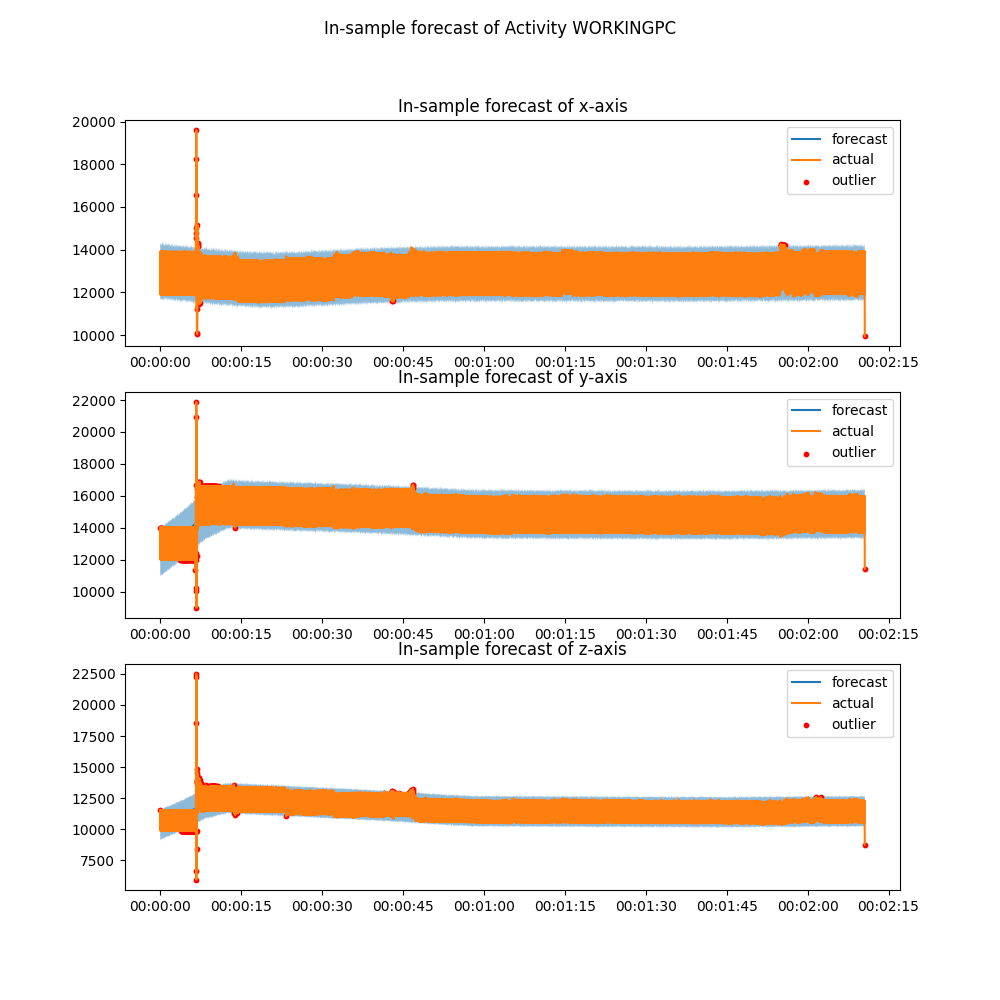 In-sample forecast of Activity WORKINGPC
In-sample forecast of x-axis
20000
18000
16000
14000
12000
10000
forecast
actual
outlier
00:00:00 00:00:15 00:00:30 00:00:45 00:01:00 00:01:15 00:01:30 00:01:45 00:02:00 00:02:15
In-sample forecast of y-axis
22000
20000
18000
16000
14000
12000
10000
forecast
actual
outlier
00:00:00 00:00:15 00:00:30 00:00:45 00:01:00 00:01:15 00:01:30 00:01:45 00:02:00 00:02:15
In-sample forecast of z-axis
22500
20000
17500
15000
12500
10000
7500
forecast
actual
outlier
00:00:00 00:00:15 00:00:30 00:00:45 00:01:00 00:01:15 00:01:30 00:01:45 00:02:00 00:02:15